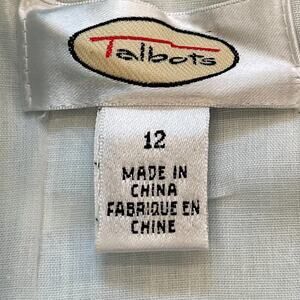 Talbots
12
MADE IN
CHINA
FABRIQUE EN
CHINE